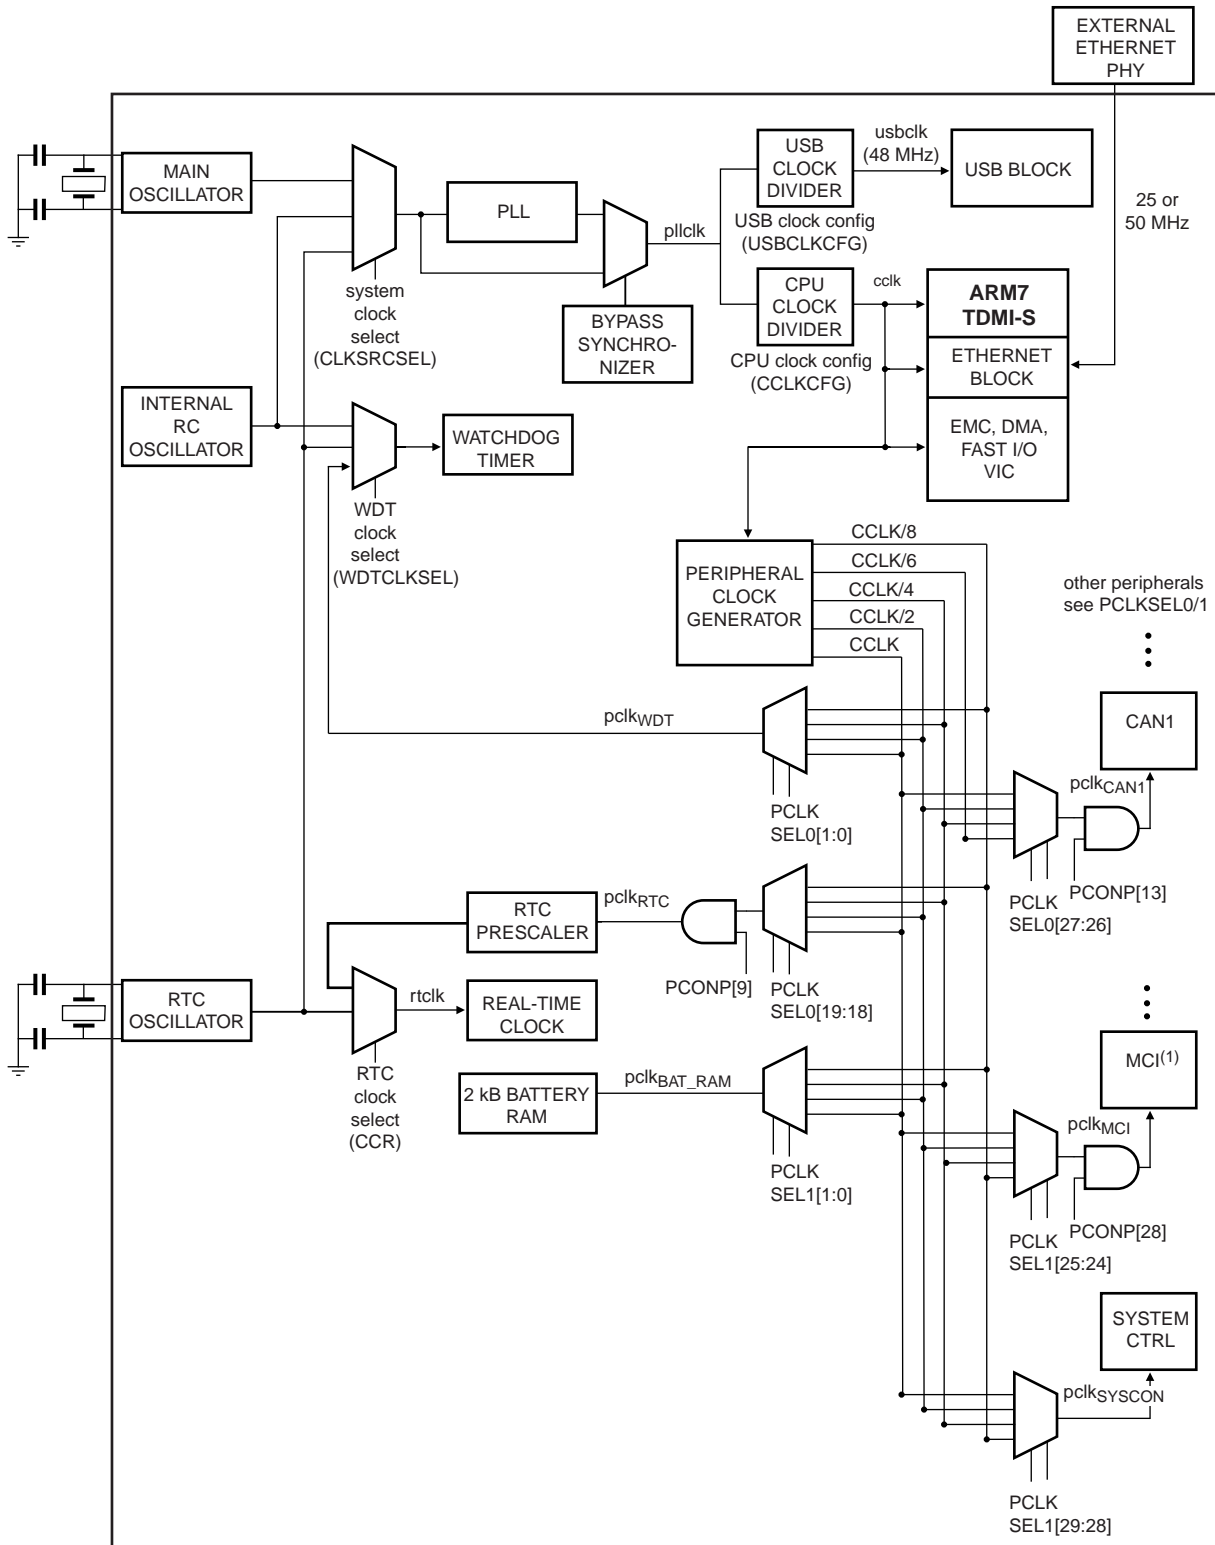 EXTERNAL
ETHERNET
PHY
MAIN
OSCILLATOR
system
clock
select
(CLKSRCSEL)
PLL
BYPASS
SYNCHRO-
NIZER
pllclk
USB
CLOCK
DIVIDER
USB clock config
(USBCLKCFG)
usbclk
(48 MHz)
USB BLOCK
25 or
50 MHz
CPU
CLOCK
DIVIDER
CPU clock config
(CCLKCFG)
cclk
ARM7
TDMI-S
ETHERNET
BLOCK
EMC, DMA,
FAST I/O
VIC
INTERNAL
RC
OSCILLATOR
WDT
clock
select
(WDTCLKSEL)
WATCHDOG
TIMER
PERIPHERAL
CLOCK
GENERATOR
CCLK/8
CCLK/6
CCLK/4
CCLK/2
CCLK
other peripherals
see PCLKSEL0/1
pclkWDT
PCLK
SEL0[1:0]
CAN1
pclkCAN1
PCONP[13]
PCLK
SEL0[27:26]
RTC
PRESCALER
pclkRTC
PCONP[9]
PCLK
SEL0[19:18]
RTC
OSCILLATOR
rtclk
REAL-TIME
CLOCK
RTC
clock
select
(CCR)
2 kB BATTERY
RAM
pclkBAT_RAM
PCLK
SEL1[1:0]
MCI(1)
pclkMCI
PCONP[28]
PCLK
SEL1[25:24]
SYSTEM
CTRL
pclkSYSCON
PCLK
SEL1[29:28]